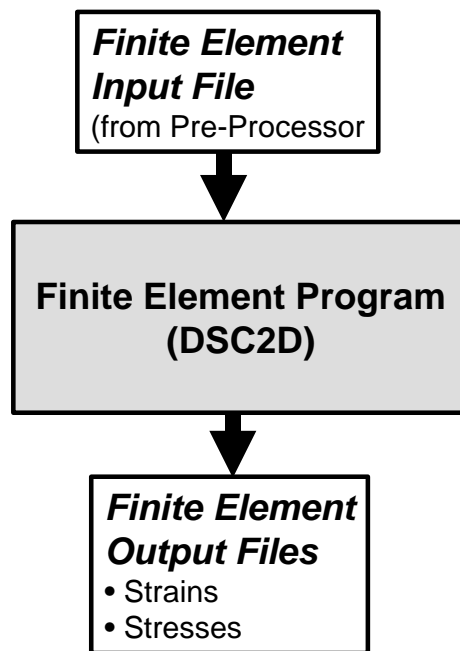 Finite Element
Input File
(from Pre-Processor
Finite Element Program
(DSC2D)
Finite Element
Output Files
• Strains
• Stresses